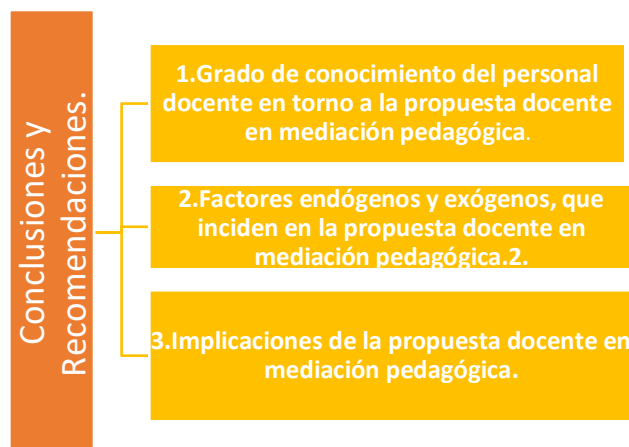 Conclusiones y
Recomendaciones.
1.Grado de conocimiento del personal
docente en torno a la propuesta docente
en mediación pedagógica.
2.Factores endógenos y exógenos, que
inciden en la propuesta docente en
mediación pedagógica.2.
3.Implicaciones de la propuesta docente en
mediación pedagógica.